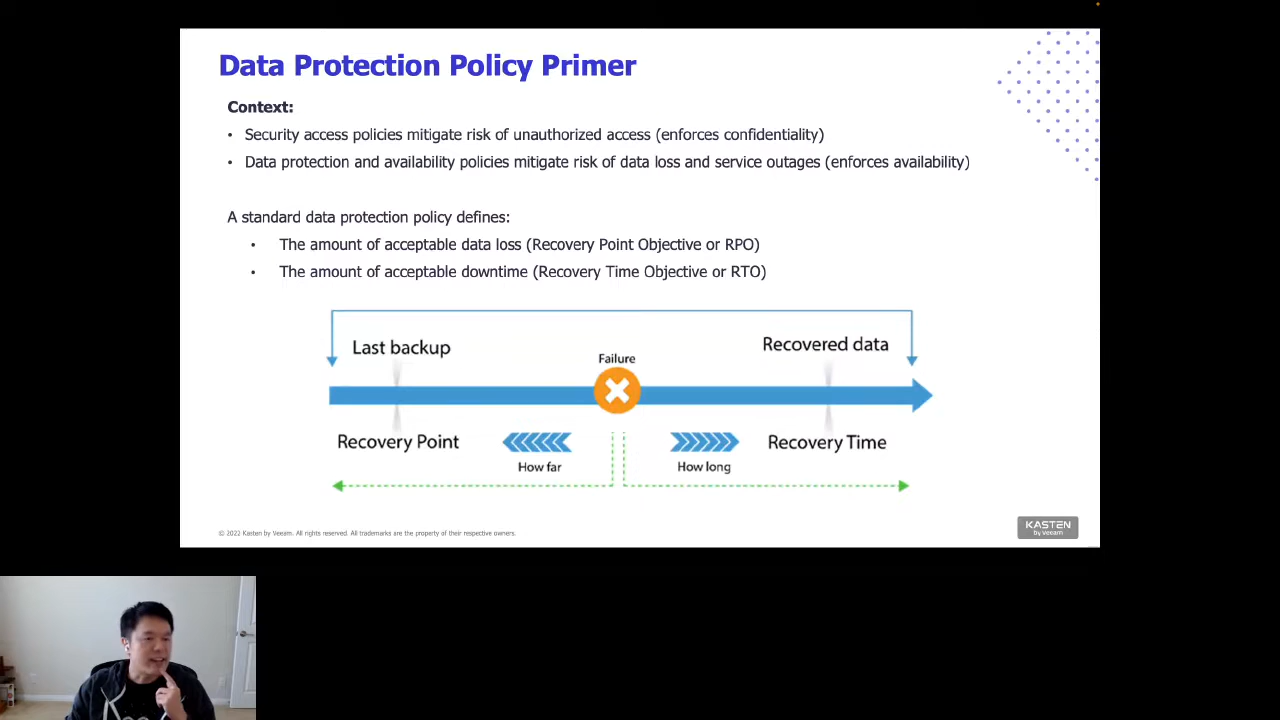 Data Protection Policy Primer
Context:
• Security access policies mitigate risk of unauthorized access (enforces confidentiality)
• Data protection and availability policies mitigate risk of data loss and service outages (enforces availability)
A standard data protection policy defines:
• The amount of acceptable data loss (Recovery Point Objective or RPO)
• The amount of acceptable downtime (Recovery Time Objective or RTO)
Last backup
Failure
Recovered data
Recovery Point
How far
How long
Recovery Time
© 2022 Kasten by Veeam. All rights reserved. All trademarks are the property of their respective owners.
KASTEN
by veeam